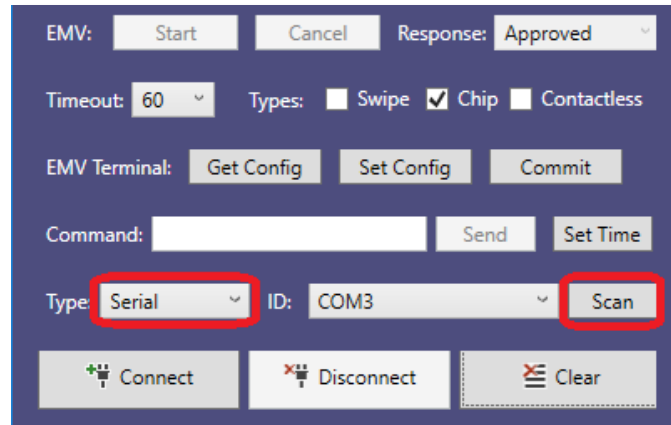 EMV: Start Cancel Response: Approved
Timeout: 60 Types: Swipe Chip Contactless
EMV Terminal: Get Config Set Config Commit
Command: Send Set Time
Type: Serial ID: COM3 Scan
Connect Disconnect Clear